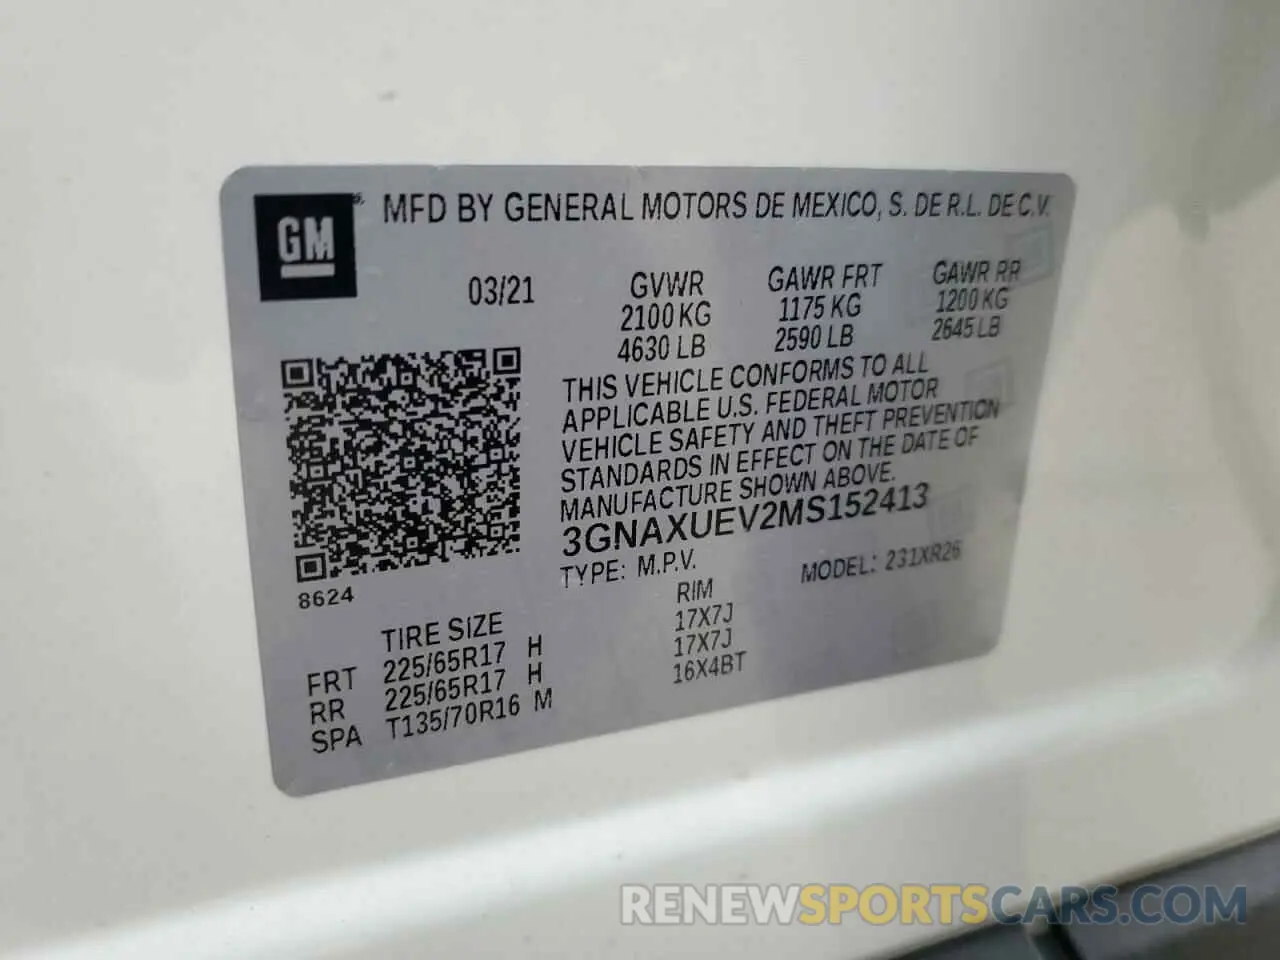 GM
MFD BY GENERAL MOTORS DE MEXICO, S. DE R.L. DE C.V.
03/21
GVWR
2100 KG
4630 LB
GAWR FRT
1175 KG
2590 LB
GAWR RR
1200 KG
2645 LB
THIS VEHICLE CONFORMS TO ALL
APPLICABLE U.S. FEDERAL MOTOR
VEHICLE SAFETY AND THEFT PREVENTION
STANDARDS IN EFFECT ON THE DATE OF
MANUFACTURE SHOWN ABOVE.
3GNAXUEV2MS152413
TYPE: M.P.V. MODEL: 231XR26
8624
TIRE SIZE RIM
FRT 225/65R17 H 17X7J
RR 225/65R17 H 17X7J
SPA T135/70R16 M 16X4BT
RENEWSPORTSCARS.COM